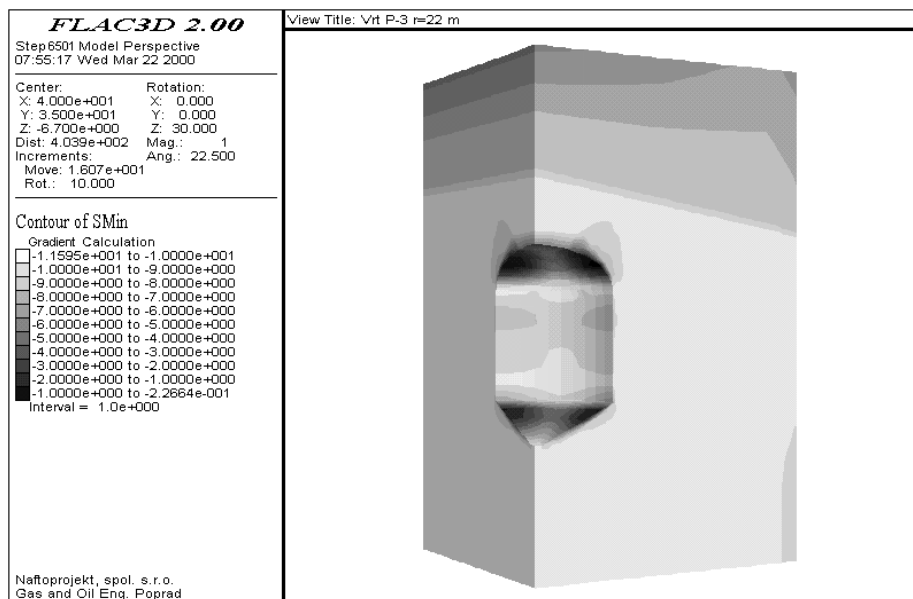 FLAC3D 2.00
Step6501 Model Perspective
07:55:17 Wed Mar 22 2000
Center: Rotation:
X: 4.000e+001 X: 0.000
Y: 3.500e+001 Y: 0.000
Z: -6.700e+000 Z: 30.000
Dist: 4.039e+002 Mag.: 1
Increments: Ang.: 22.500
Move: 1.607e+001
Rot.: 10.000
Contour of SMin
Gradient Calculation
-1.1595e+001 to -1.0000e+001
-1.0000e+001 to -9.0000e+000
-9.0000e+000 to -8.0000e+000
-8.0000e+000 to -7.0000e+000
-7.0000e+000 to -6.0000e+000
-6.0000e+000 to -5.0000e+000
-5.0000e+000 to -4.0000e+000
-4.0000e+000 to -3.0000e+000
-3.0000e+000 to -2.0000e+000
-2.0000e+000 to -1.0000e+000
-1.0000e+000 to -2.2664e-001
Interval = 1.0e+000
Naftoprojekt, spol. s.r.o.
Gas and Oil Eng. Poprad
View Title: Vrt P-3 r=22 m